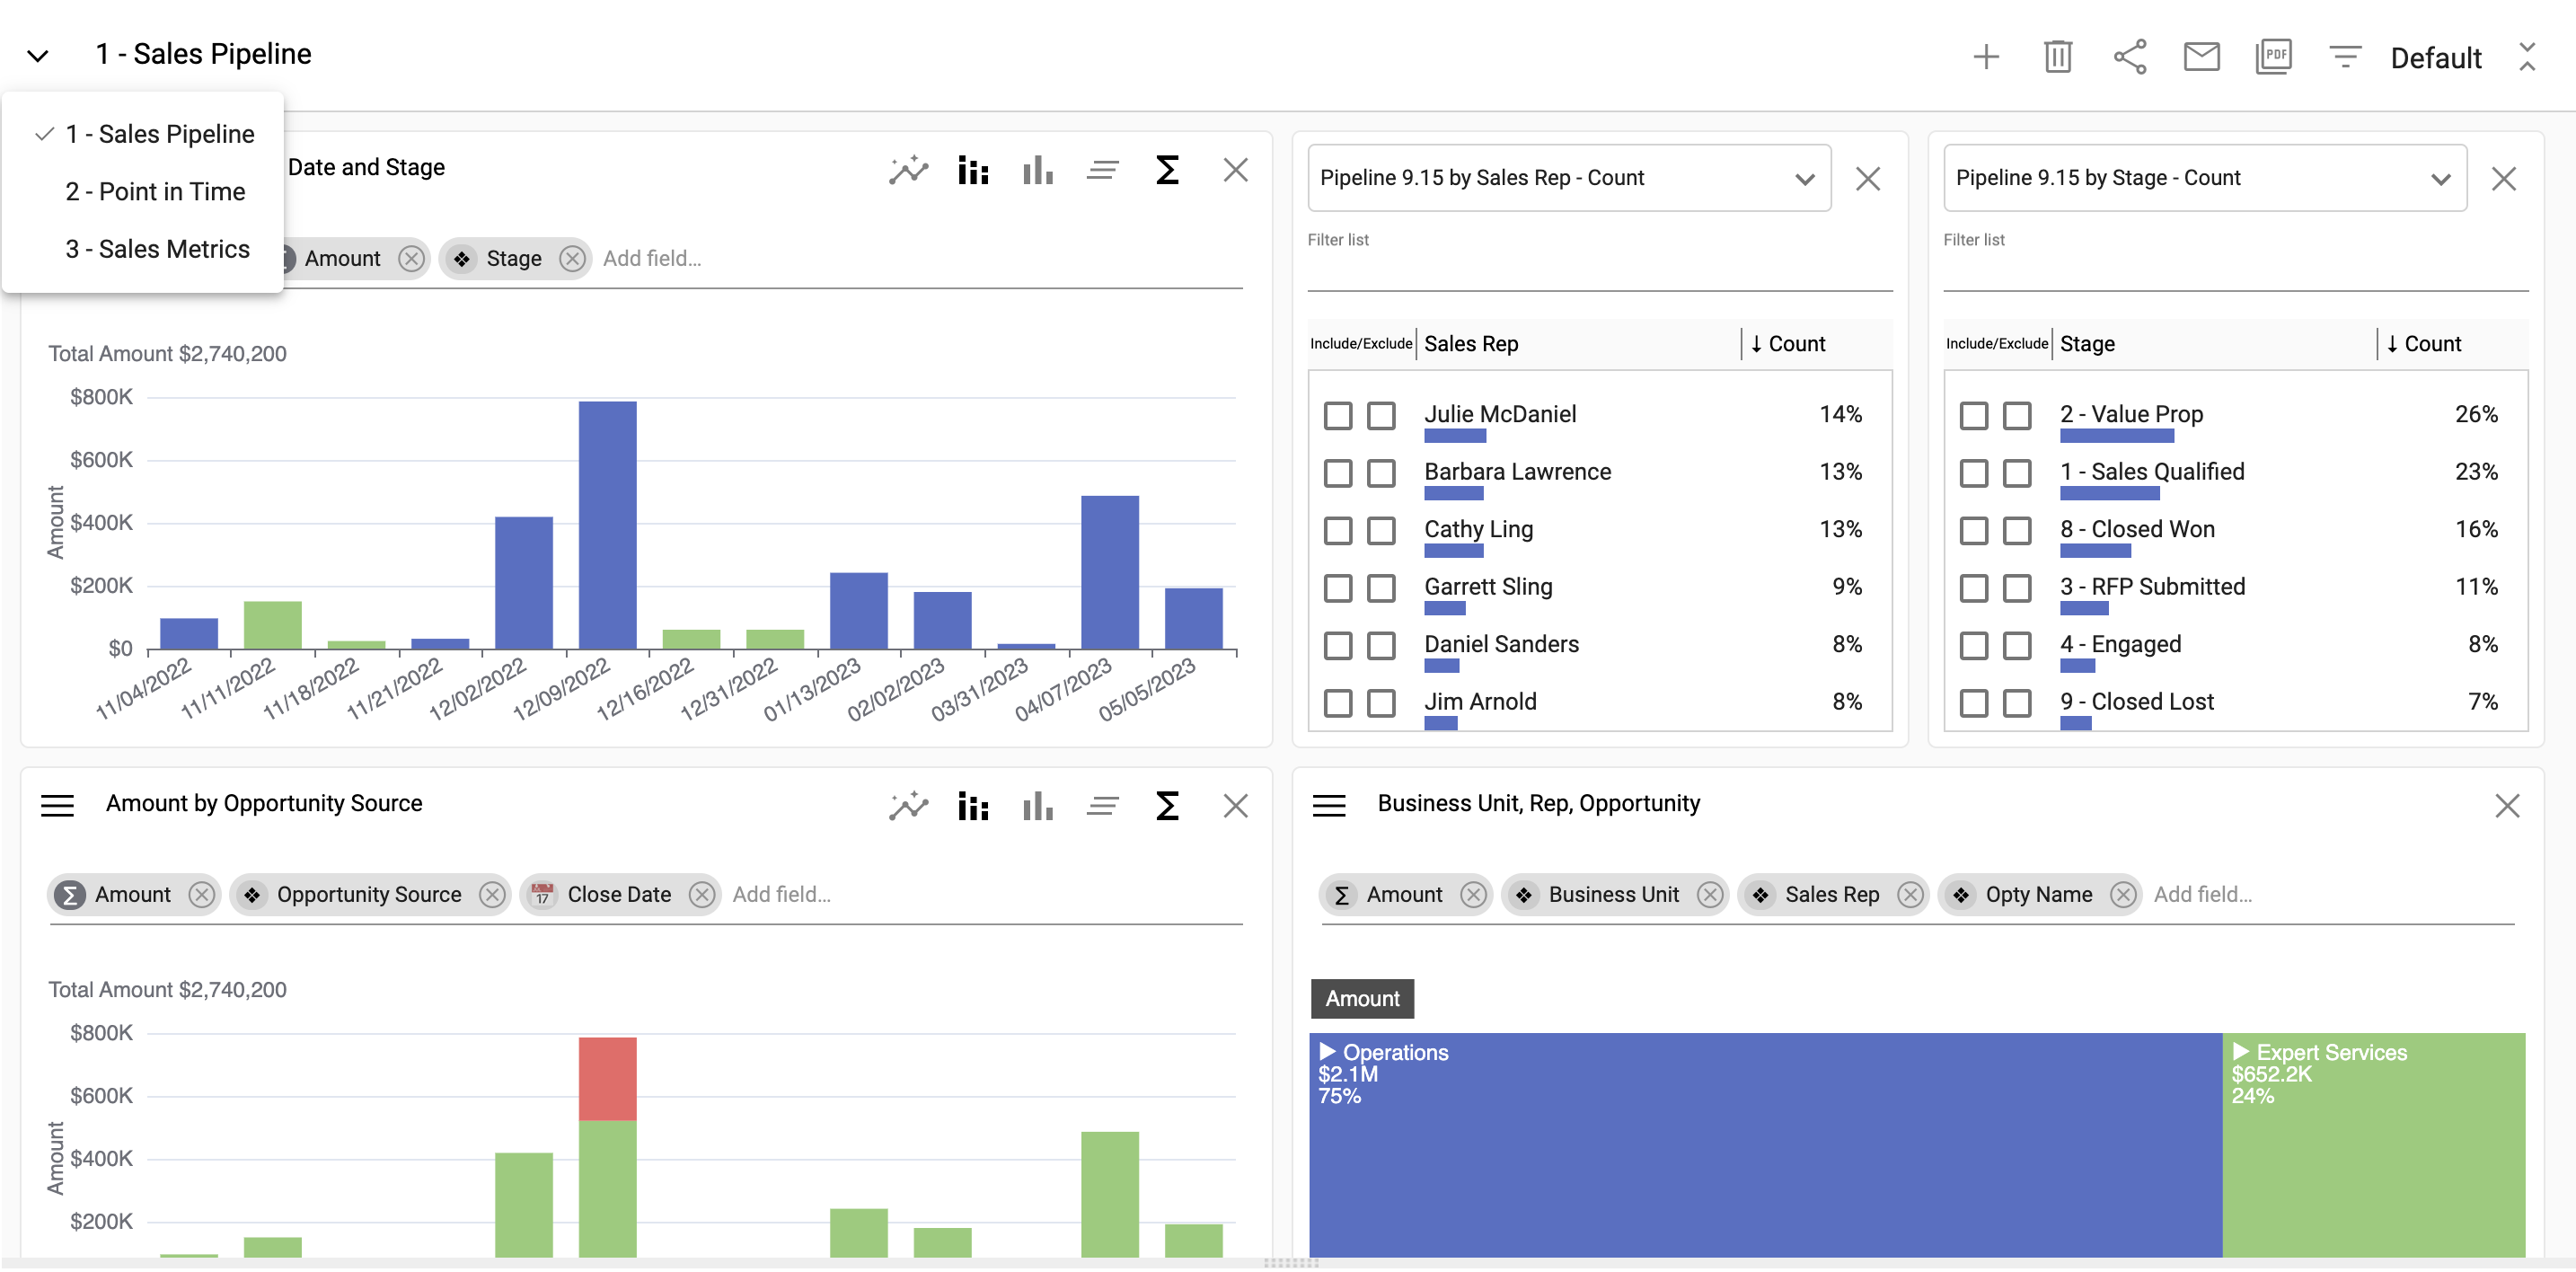 1 - Sales Pipeline
PDF
Default
1 - Sales Pipeline
2 - Point in Time
3 - Sales Metrics
Date and Stage
Amount
Stage
Add field...
Total Amount $2,740,200
$800K
$600K
$400K
$200K
$0
Amount
11/04/2022
11/11/2022
11/18/2022
11/21/2022
12/02/2022
12/09/2022
12/16/2022
12/31/2022
01/13/2023
02/02/2023
03/31/2023
04/07/2023
05/05/2023
Pipeline 9.15 by Sales Rep - Count
Filter list
Include/Exclude Sales Rep ↓ Count
Julie McDaniel 14%
Barbara Lawrence 13%
Cathy Ling 13%
Garrett Sling 9%
Daniel Sanders 8%
Jim Arnold 8%
Pipeline 9.15 by Stage - Count
Filter list
Include/Exclude Stage ↓ Count
2 - Value Prop 26%
1 - Sales Qualified 23%
8 - Closed Won 16%
3 - RFP Submitted 11%
4 - Engaged 8%
9 - Closed Lost 7%
Amount by Opportunity Source
Σ Amount
Opportunity Source
17 Close Date
Add field...
Total Amount $2,740,200
$800K
$600K
$400K
$200K
Amount
Business Unit, Rep, Opportunity
Σ Amount
Business Unit
Sales Rep
Opty Name
Add field...
Amount
▶ Operations
$2.1M
75%
▶ Expert Services
$652.2K
24%